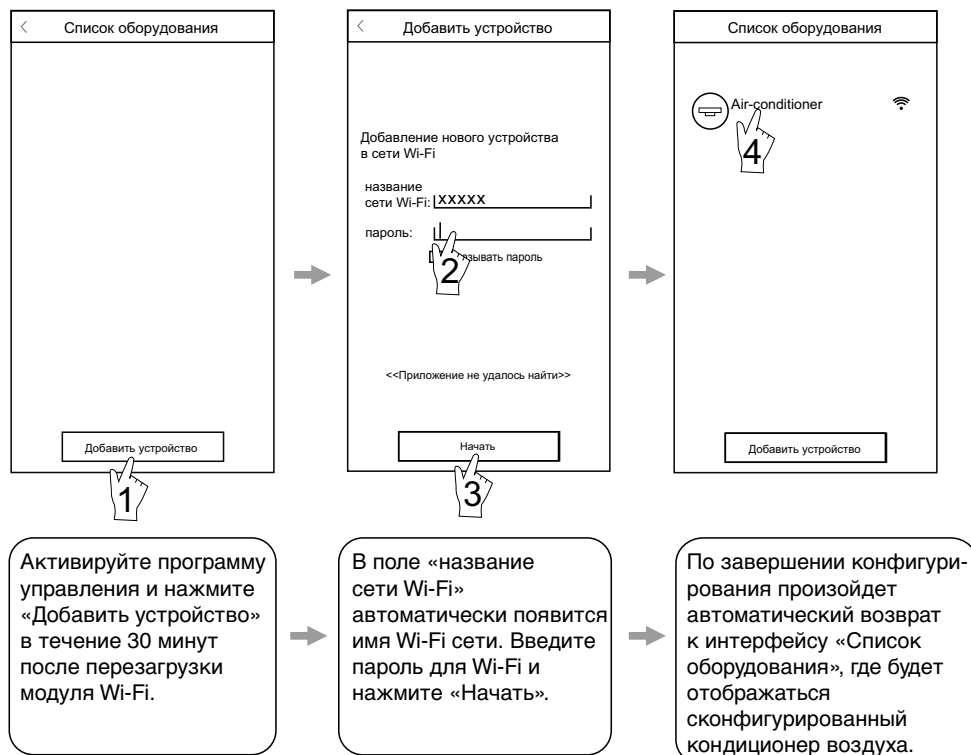 Список оборудования
Добавить устройство
1
Активируйте программу
управления и нажмите
«Добавить устройство»
в течение 30 минут
после перезагрузки
модуля Wi-Fi.
Добавить устройство
Добавление нового устройства
в сети Wi-Fi
название
сети Wi-Fi: XXXXX
пароль:
2
пароль
<<Приложение не удалось найти>>
Начать
3
В поле «название
сети Wi-Fi»
автоматически появится
имя Wi-Fi сети. Введите
пароль для Wi-Fi и
нажмите «Начать».
Список оборудования
Air-conditioner
4
Добавить устройство
По завершении конфигури-
рования произойдет
автоматический возврат
к интерфейсу «Список
оборудования», где будет
отображаться
сконфигурированный
кондиционер воздуха.